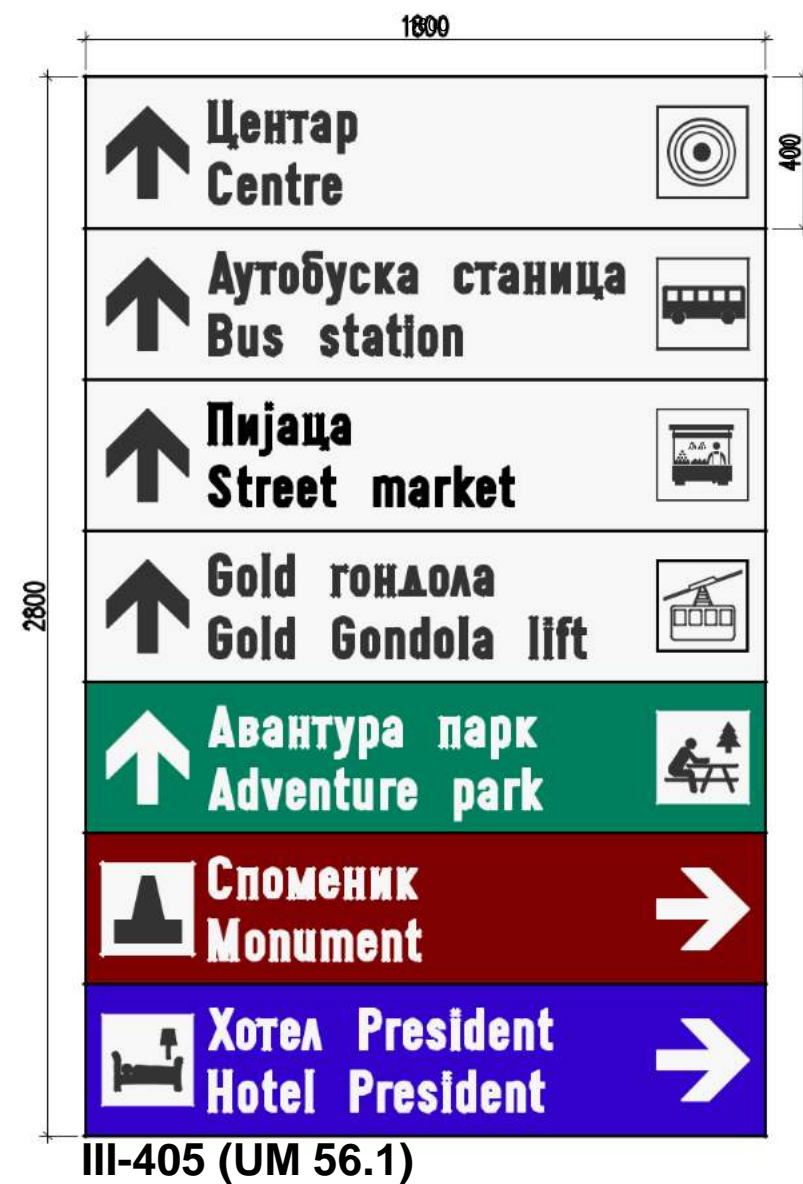 1800
400
2800
Центар
Centre
Аутобуска станица
Bus station
Пијаца
Street market
Gold гондола
Gold Gondola lift
Авантура парк
Adventure park
Споменик
Monument
Хотел President
Hotel President
III-405 (UM 56.1)